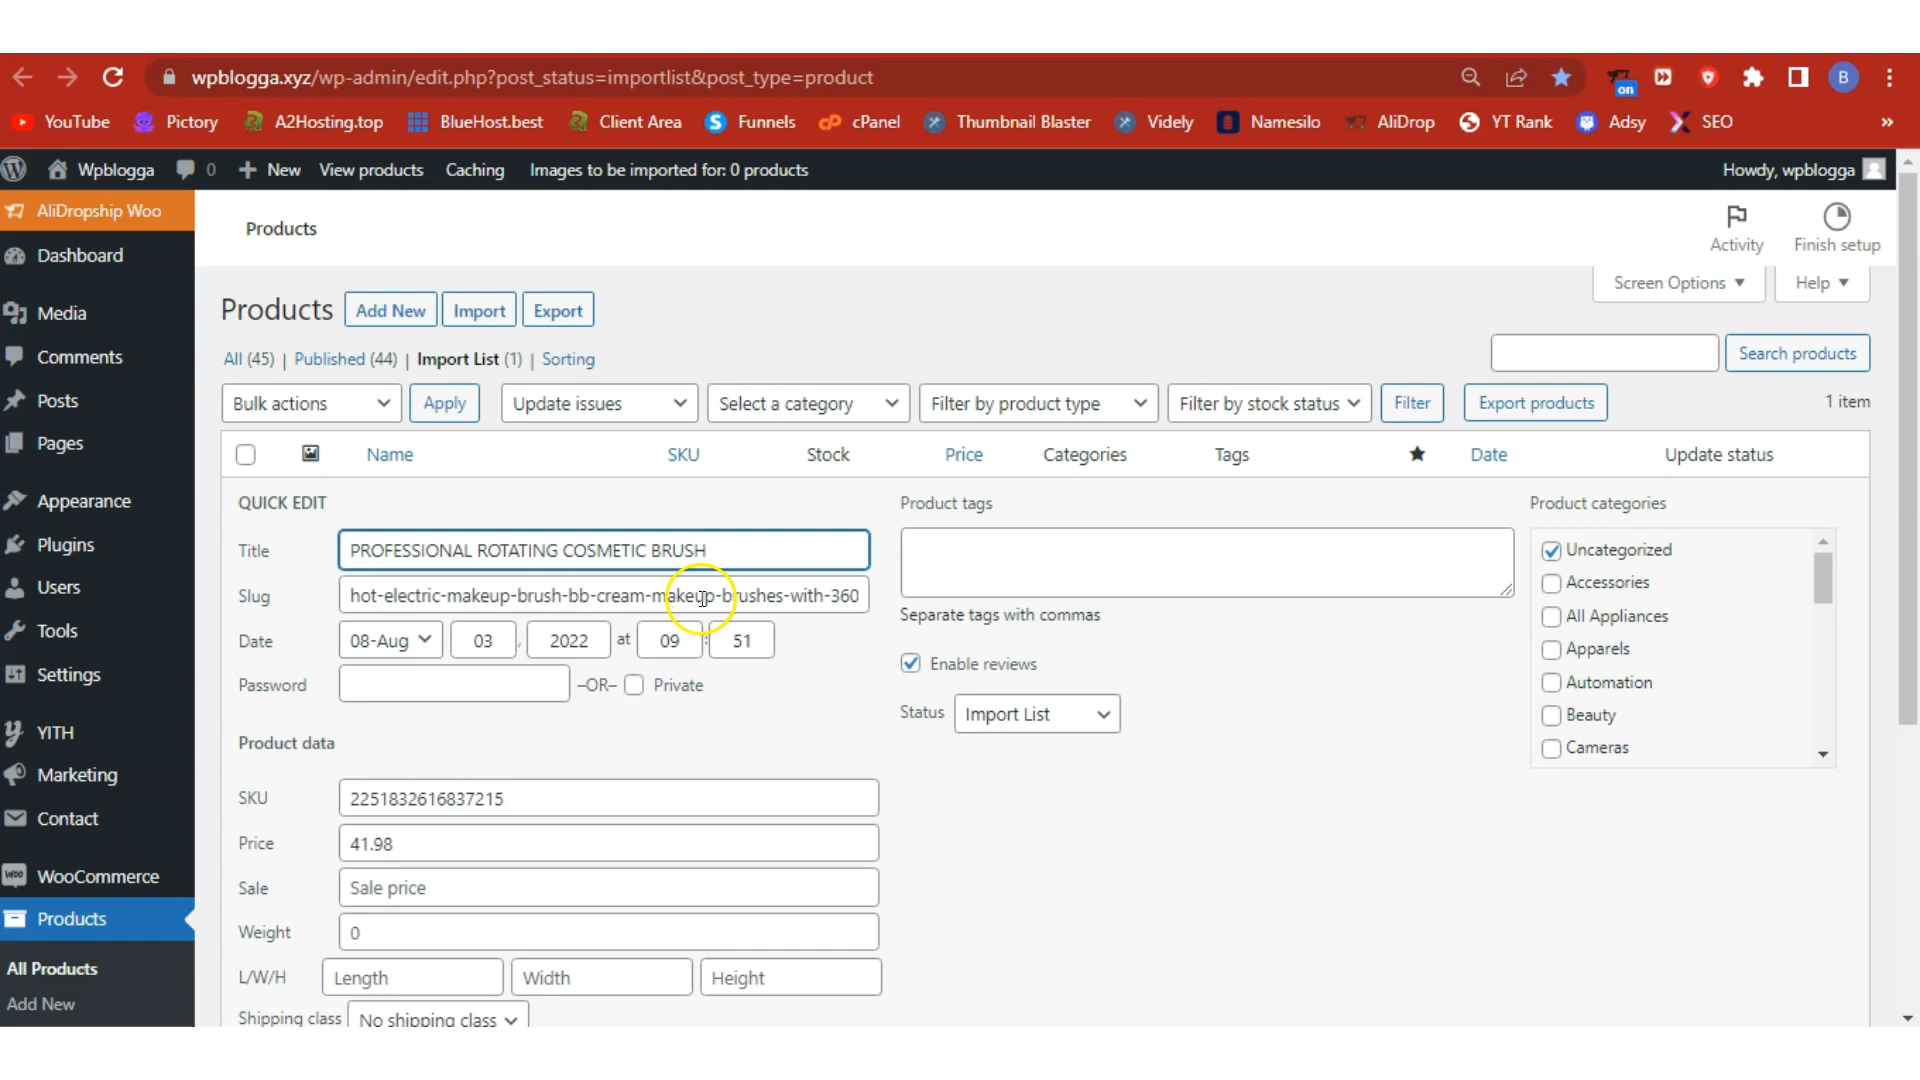 wpblogga.xyz/wp-admin/edit.php?post_status=importlist&post_type=product
on
B
YouTube Pictory A2Hosting.top BlueHost.best Client Area Funnels cPanel Thumbnail Blaster Videly Namesilo AliDrop YT Rank Adsy SEO »
Wpblogga 0 + New View products Caching Images to be imported for: 0 products Howdy, wpblogga
AliDropship Woo
Dashboard
Media
Comments
Posts
Pages
Appearance
Plugins
Users
Tools
Settings
YITH
Marketing
Contact
WooCommerce
Products
All Products
Add New
Products
Activity
Finish setup
Screen Options ▼ Help ▼
Products Add New Import Export
All (45) | Published (44) | Import List (1) | Sorting
Search products
Bulk actions Apply Update issues Select a category Filter by product type Filter by stock status Filter Export products 1 item
Name SKU Stock Price Categories Tags ★ Date Update status
QUICK EDIT
Title PROFESSIONAL ROTATING COSMETIC BRUSH
Slug hot-electric-makeup-brush-bb-cream-makeup-brushes-with-360
Date 08-Aug 03 , 2022 at 09 : 51
Password –OR– Private
Product data
SKU 2251832616837215
Price 41.98
Sale Sale price
Weight 0
L/W/H Length Width Height
Shipping class No shipping class
Product tags
Separate tags with commas
Enable reviews
Status Import List
Product categories
Uncategorized
Accessories
All Appliances
Apparels
Automation
Beauty
Cameras